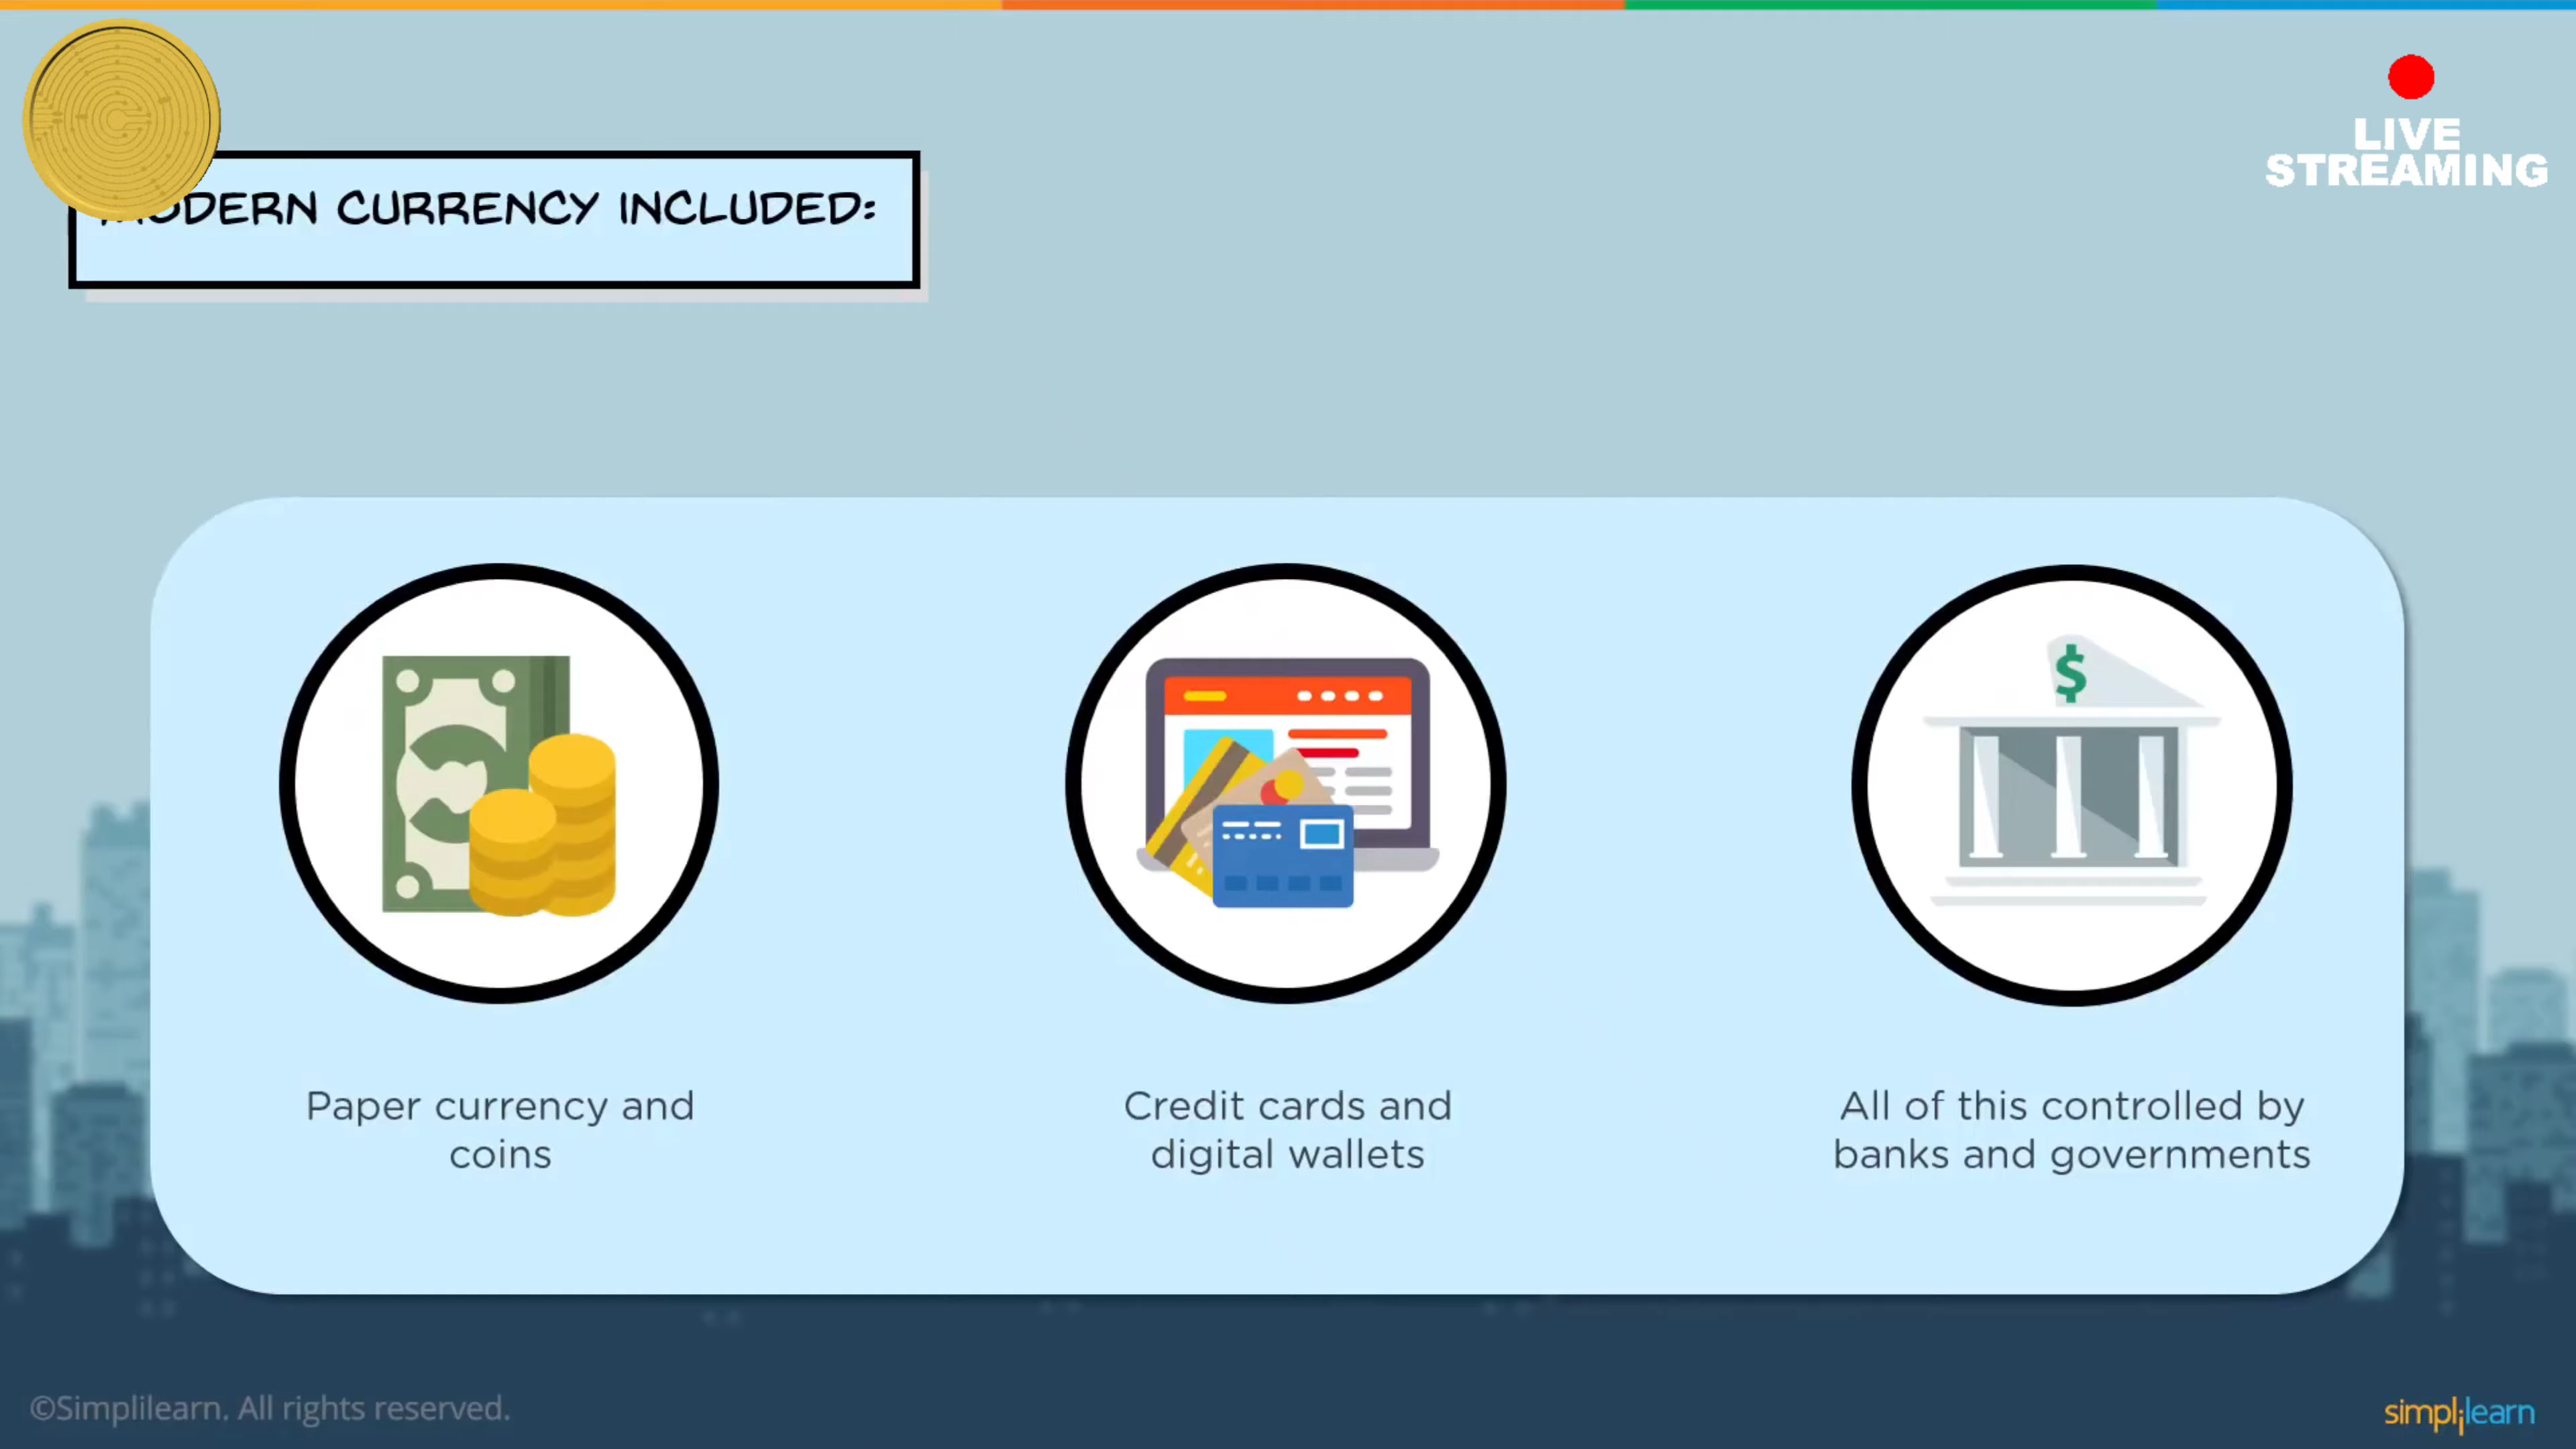 LIVE
STREAMING
MODERN CURRENCY INCLUDED:
$
Paper currency and
coins
Credit cards and
digital wallets
All of this controlled by
banks and governments
©Simplilearn. All rights reserved.
simplilearn